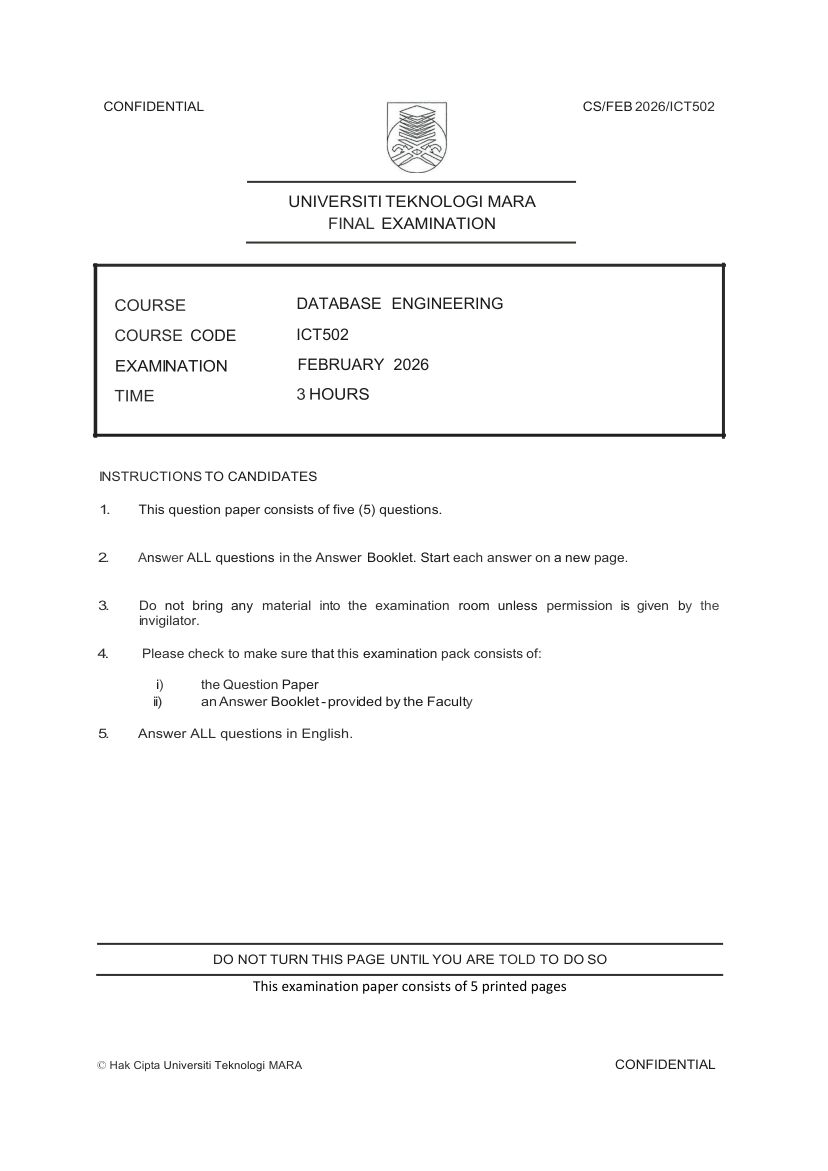 CONFIDENTIAL
CS/FEB 2026/ICT502
UNIVERSITI TEKNOLOGI MARA
FINAL EXAMINATION
COURSE DATABASE ENGINEERING
COURSE CODE ICT502
EXAMINATION FEBRUARY 2026
TIME 3 HOURS
INSTRUCTIONS TO CANDIDATES
1. This question paper consists of five (5) questions.
2. Answer ALL questions in the Answer Booklet. Start each answer on a new page.
3. Do not bring any material into the examination room unless permission is given by the
invigilator.
4. Please check to make sure that this examination pack consists of:
i) the Question Paper
ii) an Answer Booklet - provided by the Faculty
5. Answer ALL questions in English.
DO NOT TURN THIS PAGE UNTIL YOU ARE TOLD TO DO SO
This examination paper consists of 5 printed pages
© Hak Cipta Universiti Teknologi MARA
CONFIDENTIAL